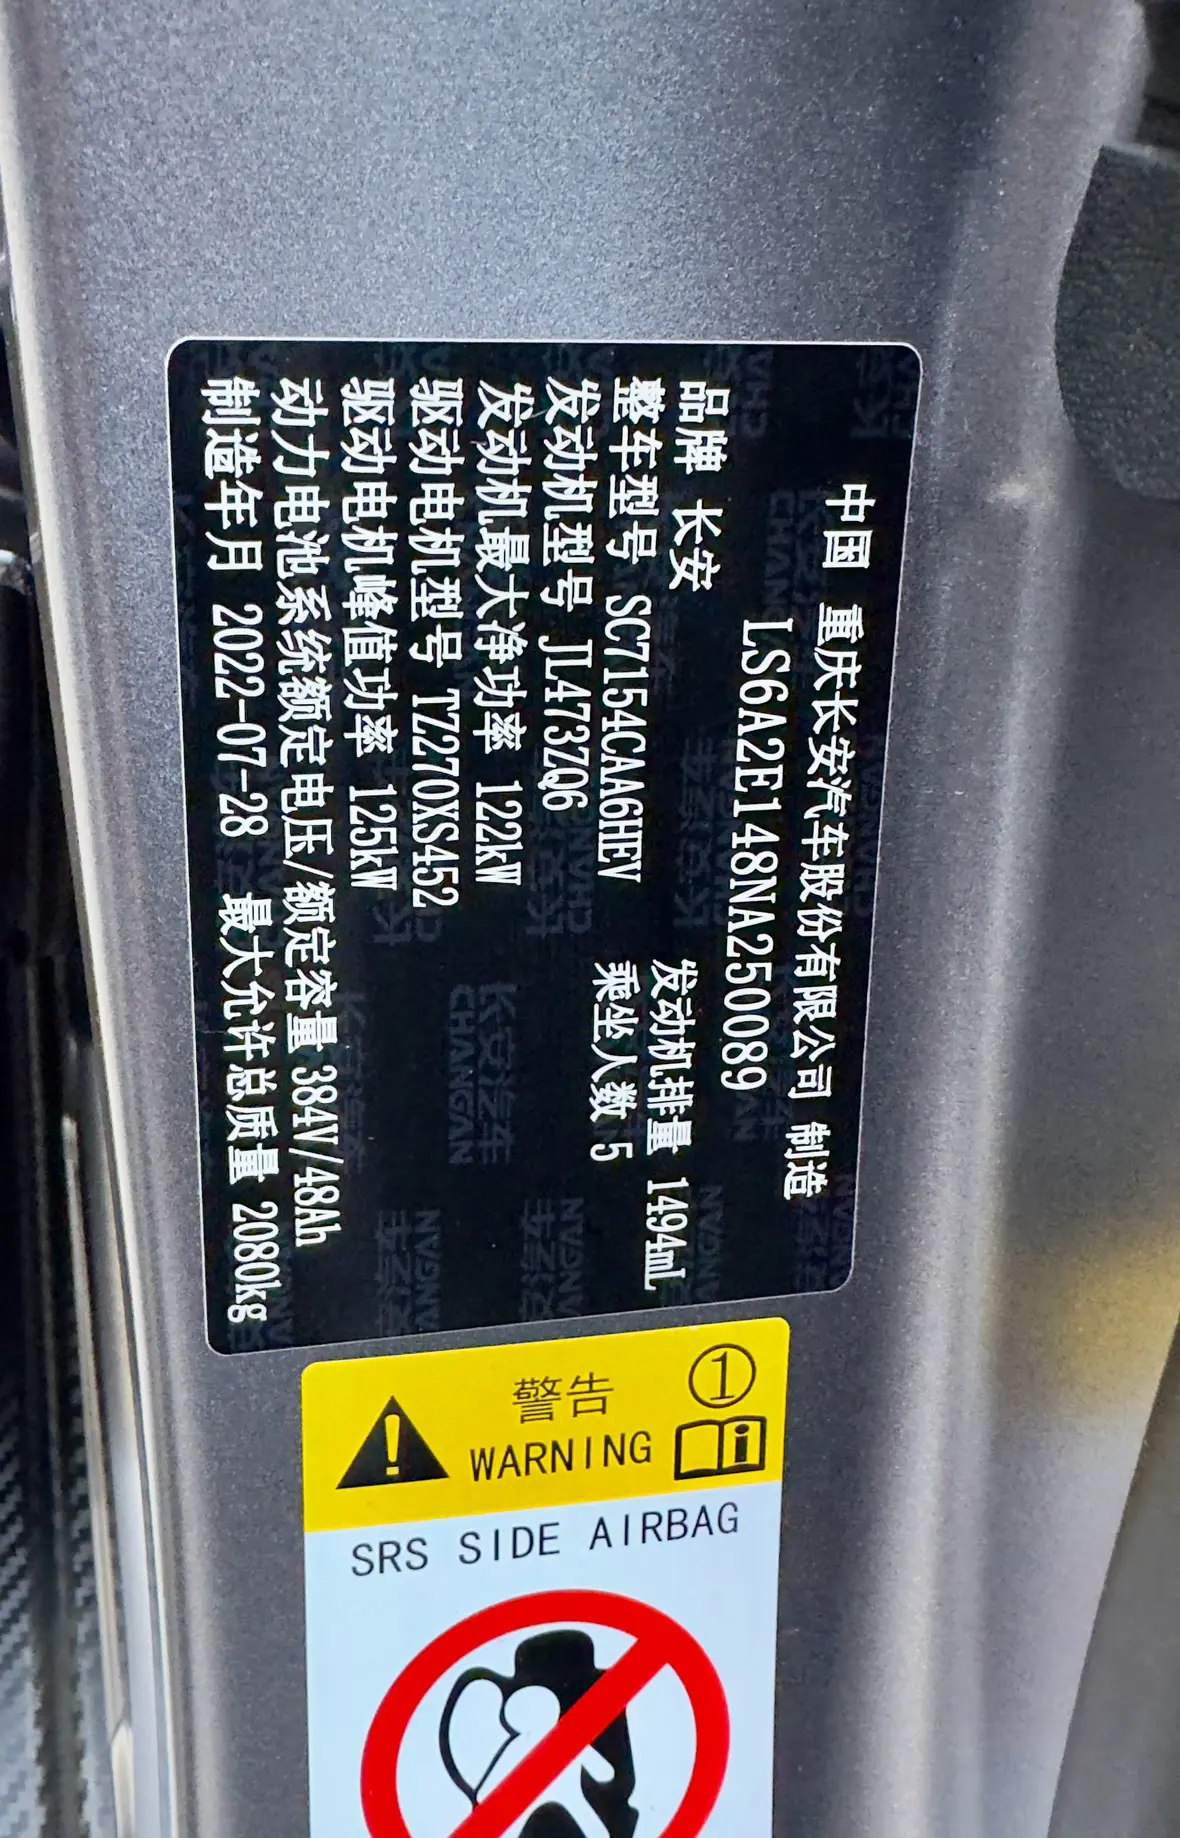 中国 重庆长安汽车股份有限公司 制造
LS6A2E148NA250089
品牌 长安 发动机排量 1494mL
整车型号 SC7154CAA6HEV 乘坐人数 5
发动机型号 JL473ZQ6
发动机最大净功率 122kW
驱动电机型号 TZ270XS452
驱动电机峰值功率 125kW
动力电池系统额定电压/额定容量 384V/48Ah
制造年月 2022-07-28 最大允许总质量 2080kg
警告 ①
WARNING
SRS SIDE AIRBAG